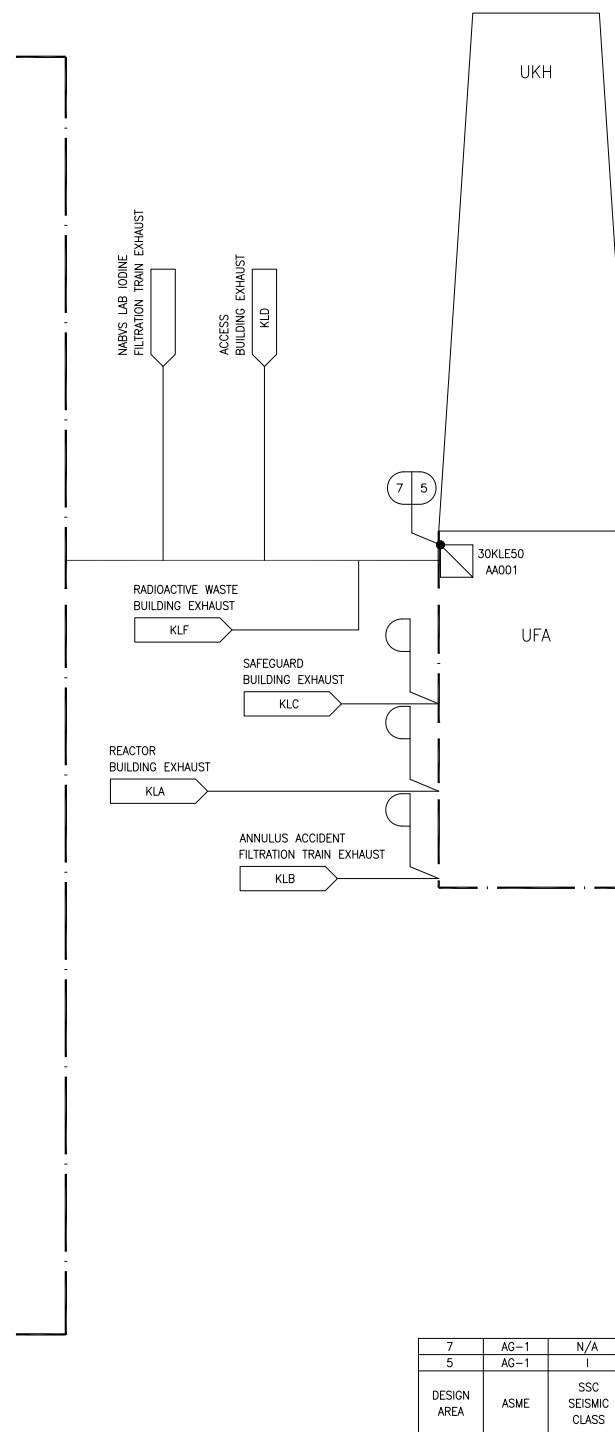 UKH
NABVS LAB IODINE
FILTRATION TRAIN EXHAUST
ACCESS
BUILDING EXHAUST
KLD
7 5
30KLE50
AA001
RADIOACTIVE WASTE
BUILDING EXHAUST
KLF
UFA
SAFEGUARD
BUILDING EXHAUST
KLC
REACTOR
BUILDING EXHAUST
KLA
ANNULUS ACCIDENT
FILTRATION TRAIN EXHAUST
KLB
7 AG-1 N/A
5 AG-1 I
DESIGN
AREA
ASME
SSC
SEISMIC
CLASS